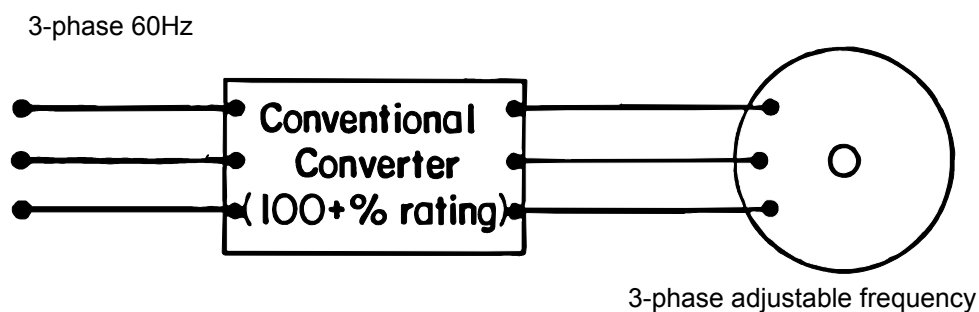 3-phase 60Hz
Conventional
Converter
(100+% rating)
3-phase adjustable frequency